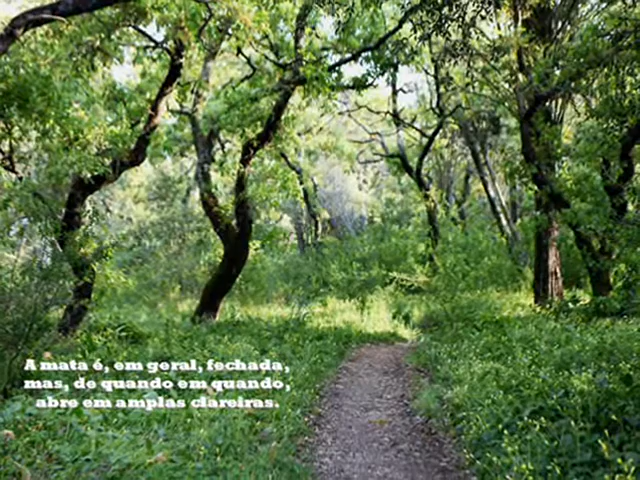 A mata é, em geral, fechada,
mas, de quando em quando,
abre em amplas clareiras.